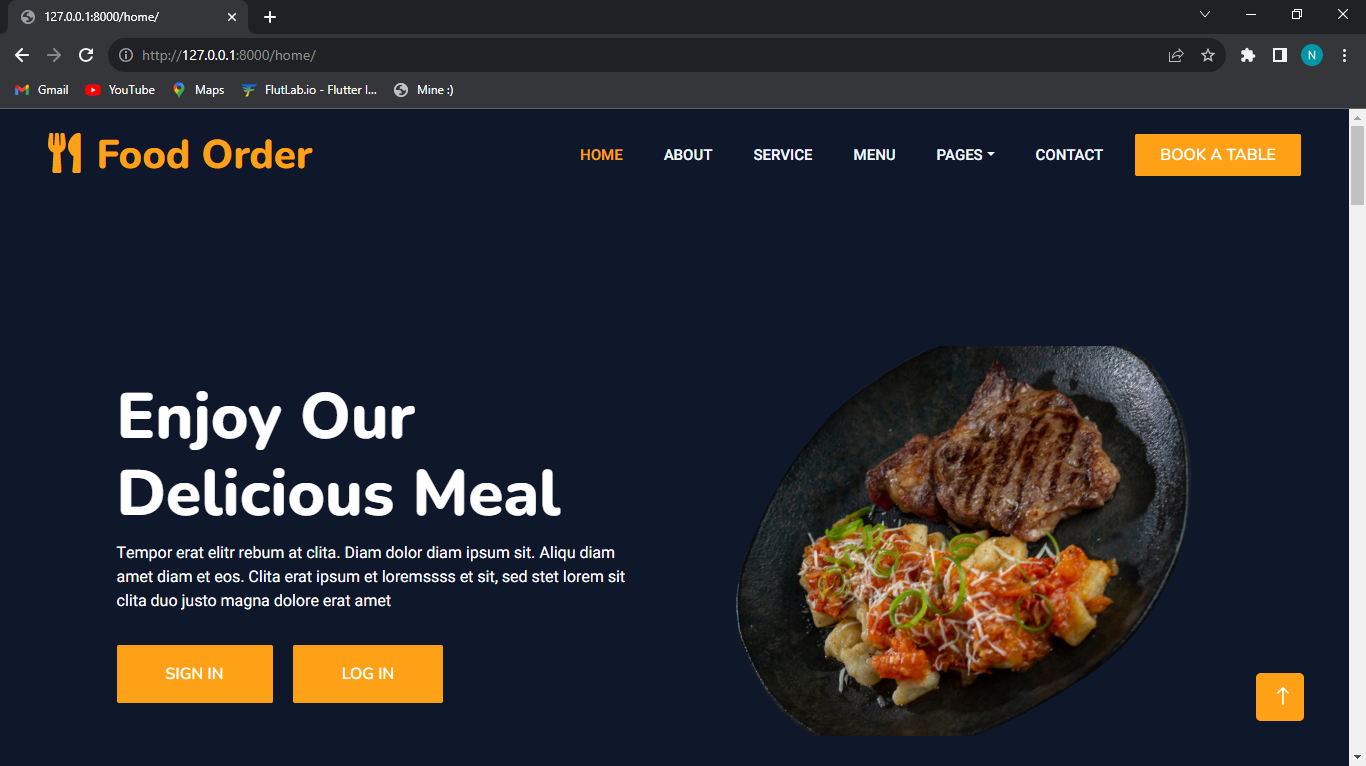 127.0.0.1:8000/home/
http://127.0.0.1:8000/home/
N
Gmail
YouTube
Maps
FlutLab.io - Flutter I...
Mine :)
Food Order
HOME
ABOUT
SERVICE
MENU
PAGES
CONTACT
BOOK A TABLE
Enjoy Our
Delicious Meal
Tempor erat elitr rebum at clita. Diam dolor diam ipsum sit. Aliqu diam
amet diam et eos. Clita erat ipsum et loremssss et sit, sed stet lorem sit
clita duo justo magna dolore erat amet
SIGN IN
LOG IN